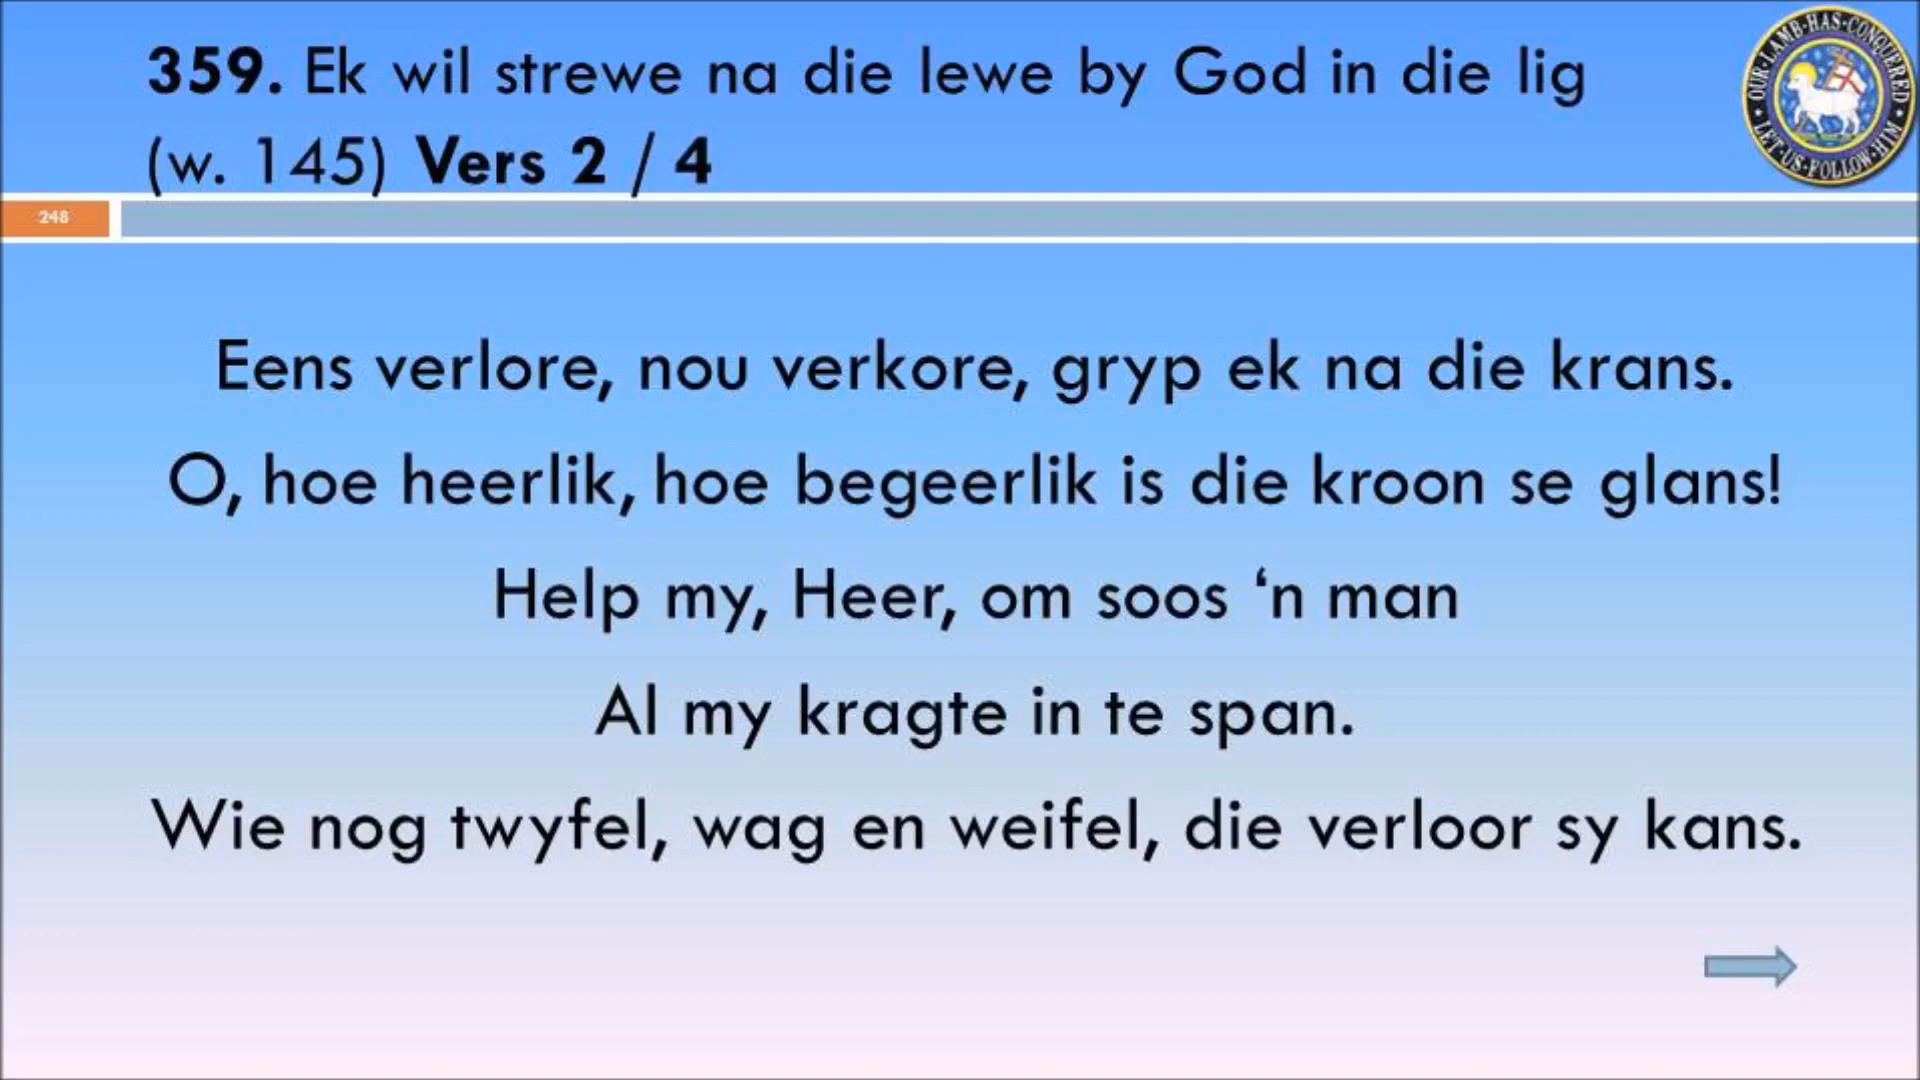 359. Ek wil strewe na die lewe by God in die lig
(w. 145) Vers 2 / 4
OUR·LAMB·HAS·CONQUERED
LET·US·FOLLOW·HIM
248
Eens verlore, nou verkore, gryp ek na die krans.
O, hoe heerlik, hoe begeerlik is die kroon se glans!
Help my, Heer, om soos ‘n man
Al my kragte in te span.
Wie nog twyfel, wag en weifel, die verloor sy kans.